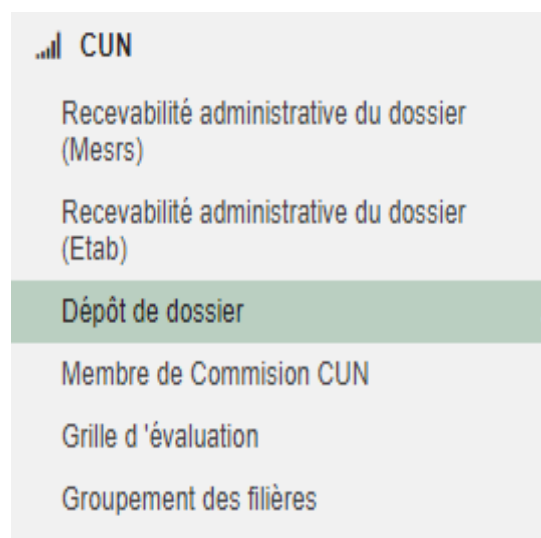 CUN
Recevabilité administrative du dossier
(Mesrs)
Recevabilité administrative du dossier
(Etab)
Dépôt de dossier
Membre de Commision CUN
Grille d 'évaluation
Groupement des filières